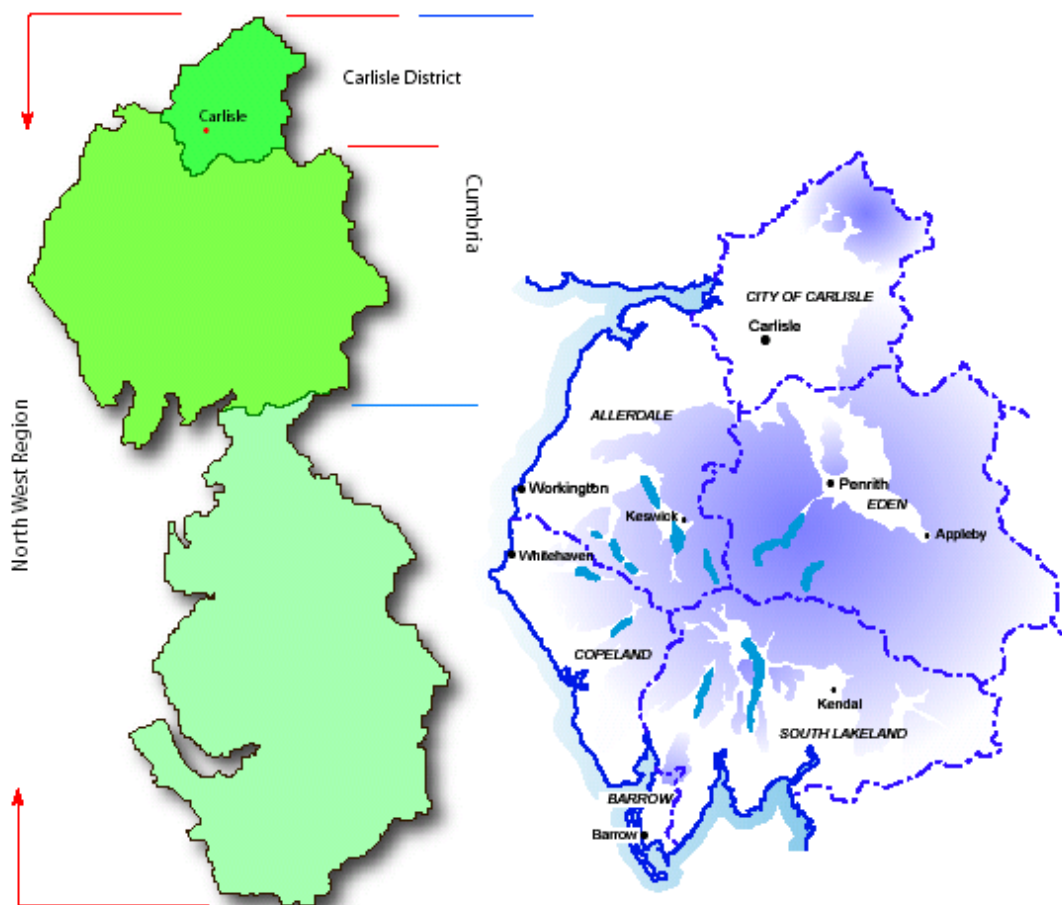 Carlisle District
Carlisle
Cumbria
North West Region
CITY OF CARLISLE
Carlisle
ALLERDALE
Workington
Penrith
EDEN
Keswick
Appleby
Whitehaven
COPELAND
Kendal
SOUTH LAKELAND
BARROW
Barrow